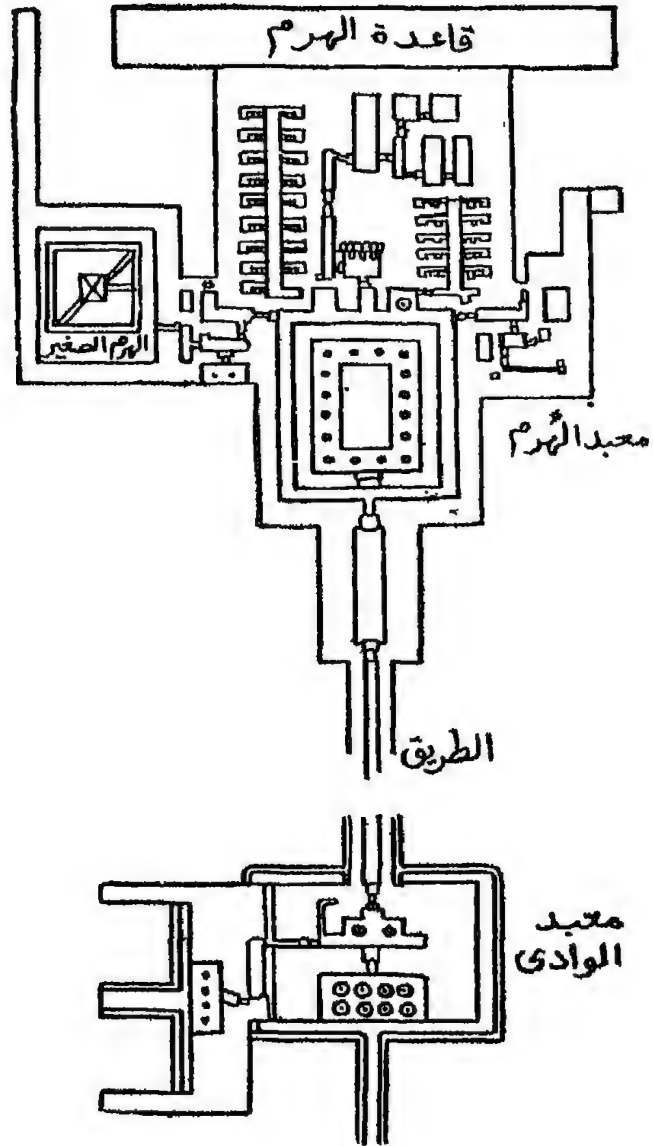 قاعدة الهرم
الهرم الصغير
معبد الهرم
الطريق
معبد
الوادى